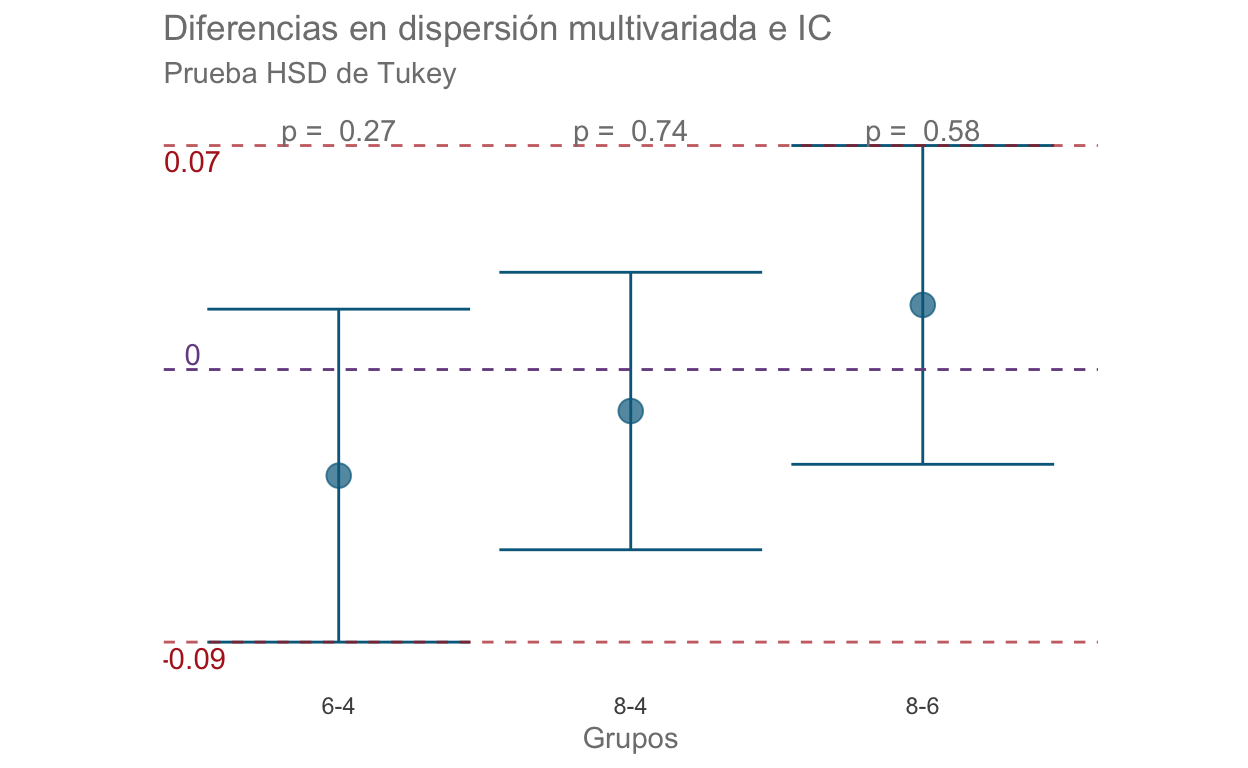 Diferencias en dispersión multivariada e IC
Prueba HSD de Tukey
p =  0.27
p =  0.74
p =  0.58
0.07
0
-0.09
6-4
8-4
8-6
Grupos